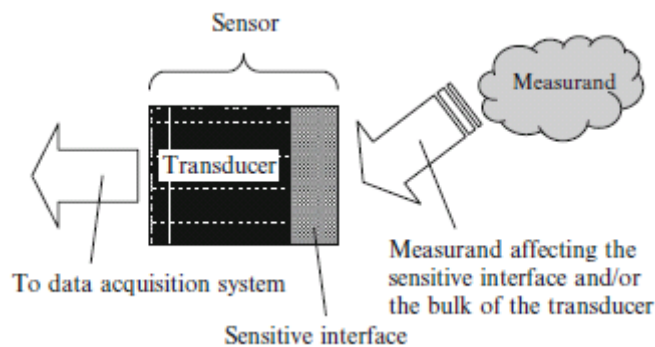 Sensor
Measurand
Transducer
Measurand affecting the
sensitive interface and/or
the bulk of the transducer
To data acquisition system
Sensitive interface